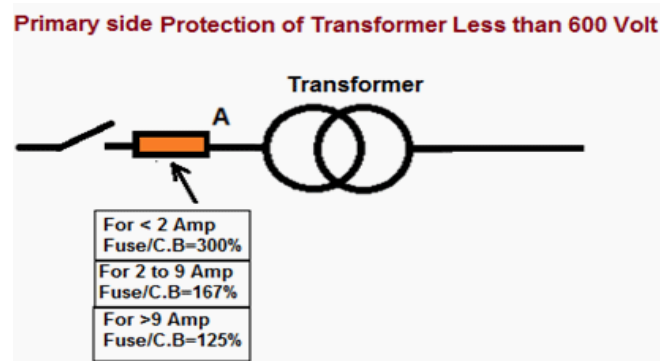 Primary side Protection of Transformer Less than 600 Volt
Transformer
A
For < 2 Amp
Fuse/C.B=300%
For 2 to 9 Amp
Fuse/C.B=167%
For >9 Amp
Fuse/C.B=125%